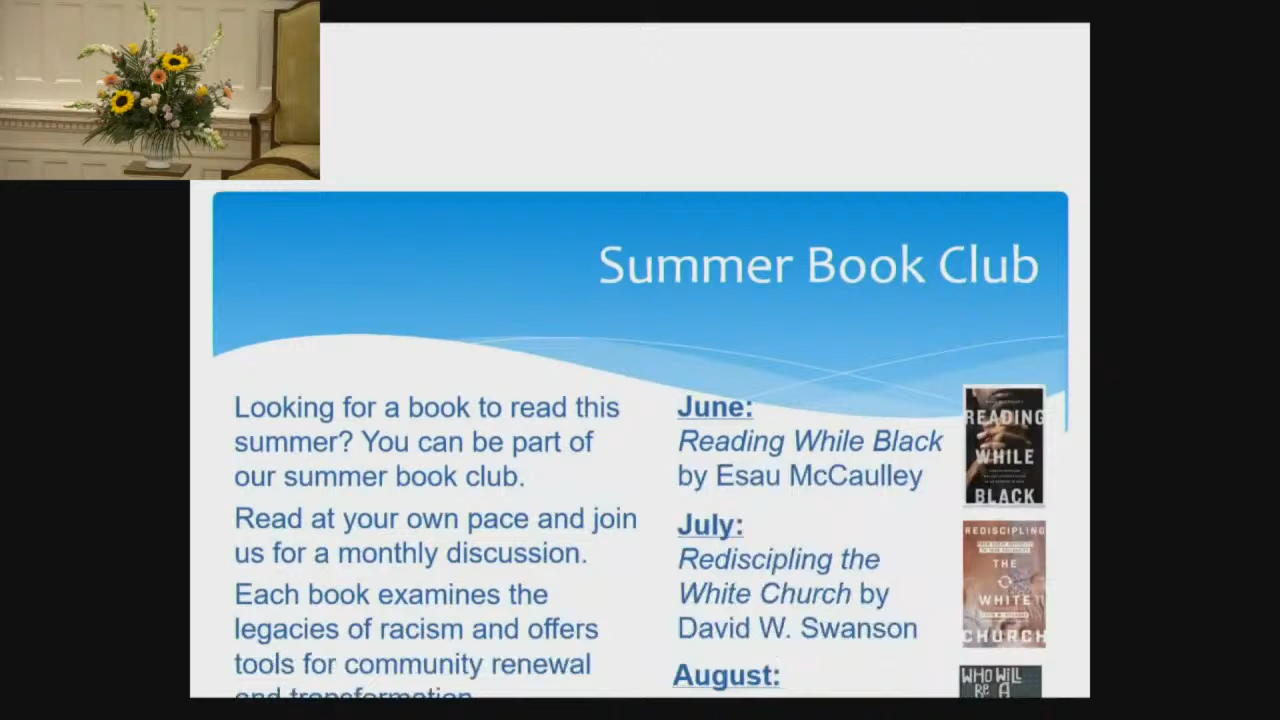 Summer Book Club
Looking for a book to read this
summer? You can be part of
our summer book club.
Read at your own pace and join
us for a monthly discussion.
Each book examines the
legacies of racism and offers
tools for community renewal
and transformation
June:
Reading While Black
by Esau McCaulley
July:
Rediscipling the
White Church by
David W. Swanson
August:
READING
WHILE
BLACK
REDISCIPLING
THE
WHITE
CHURCH
WHO WILL
BE A